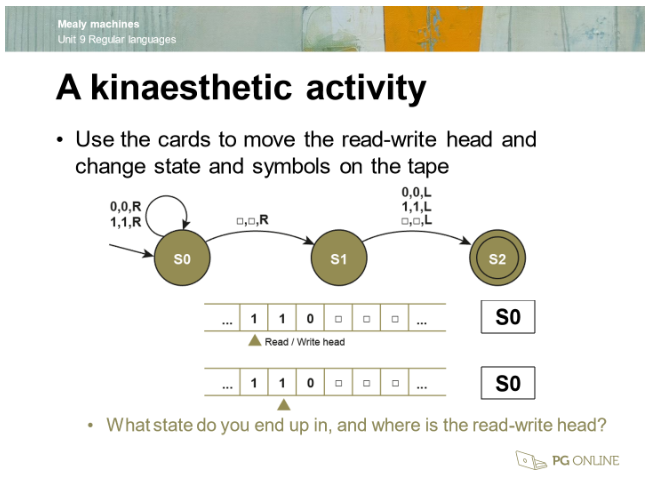 Mealy machines
Unit 9 Regular languages
A kinaesthetic activity
• Use the cards to move the read-write head and
change state and symbols on the tape
0,0,R
1,1,R
□,□,R
0,0,L
1,1,L
□,□,L
S0
S1
S2
... 1 1 0 □ □ □ ... S0
Read / Write head
... 1 1 0 □ □ □ ... S0
• What state do you end up in, and where is the read-write head?
PG ONLINE